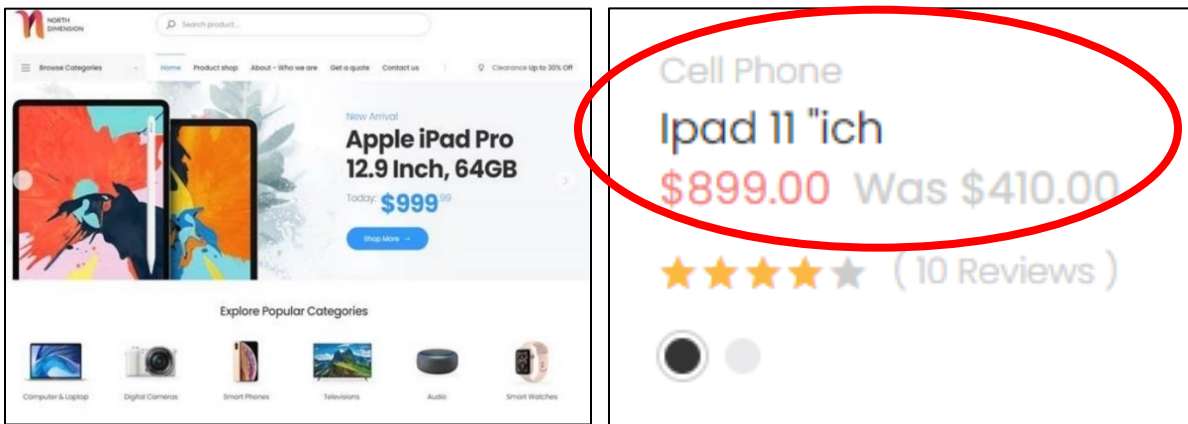 NORTH
DIMENSION
Search product...
Browse Categories
Home Product shop About - Who we are Get a quote Contact us
Clearance Up to 30% Off
New Arrival
Apple iPad Pro
12.9 Inch, 64GB
Today: $999.99
Shop More →
Explore Popular Categories
Computer & Laptop Digital Cameras Smart Phones Televisions Audio Smart Watches
Cell Phone
Ipad 11 "ich
$899.00 Was $410.00
( 10 Reviews )